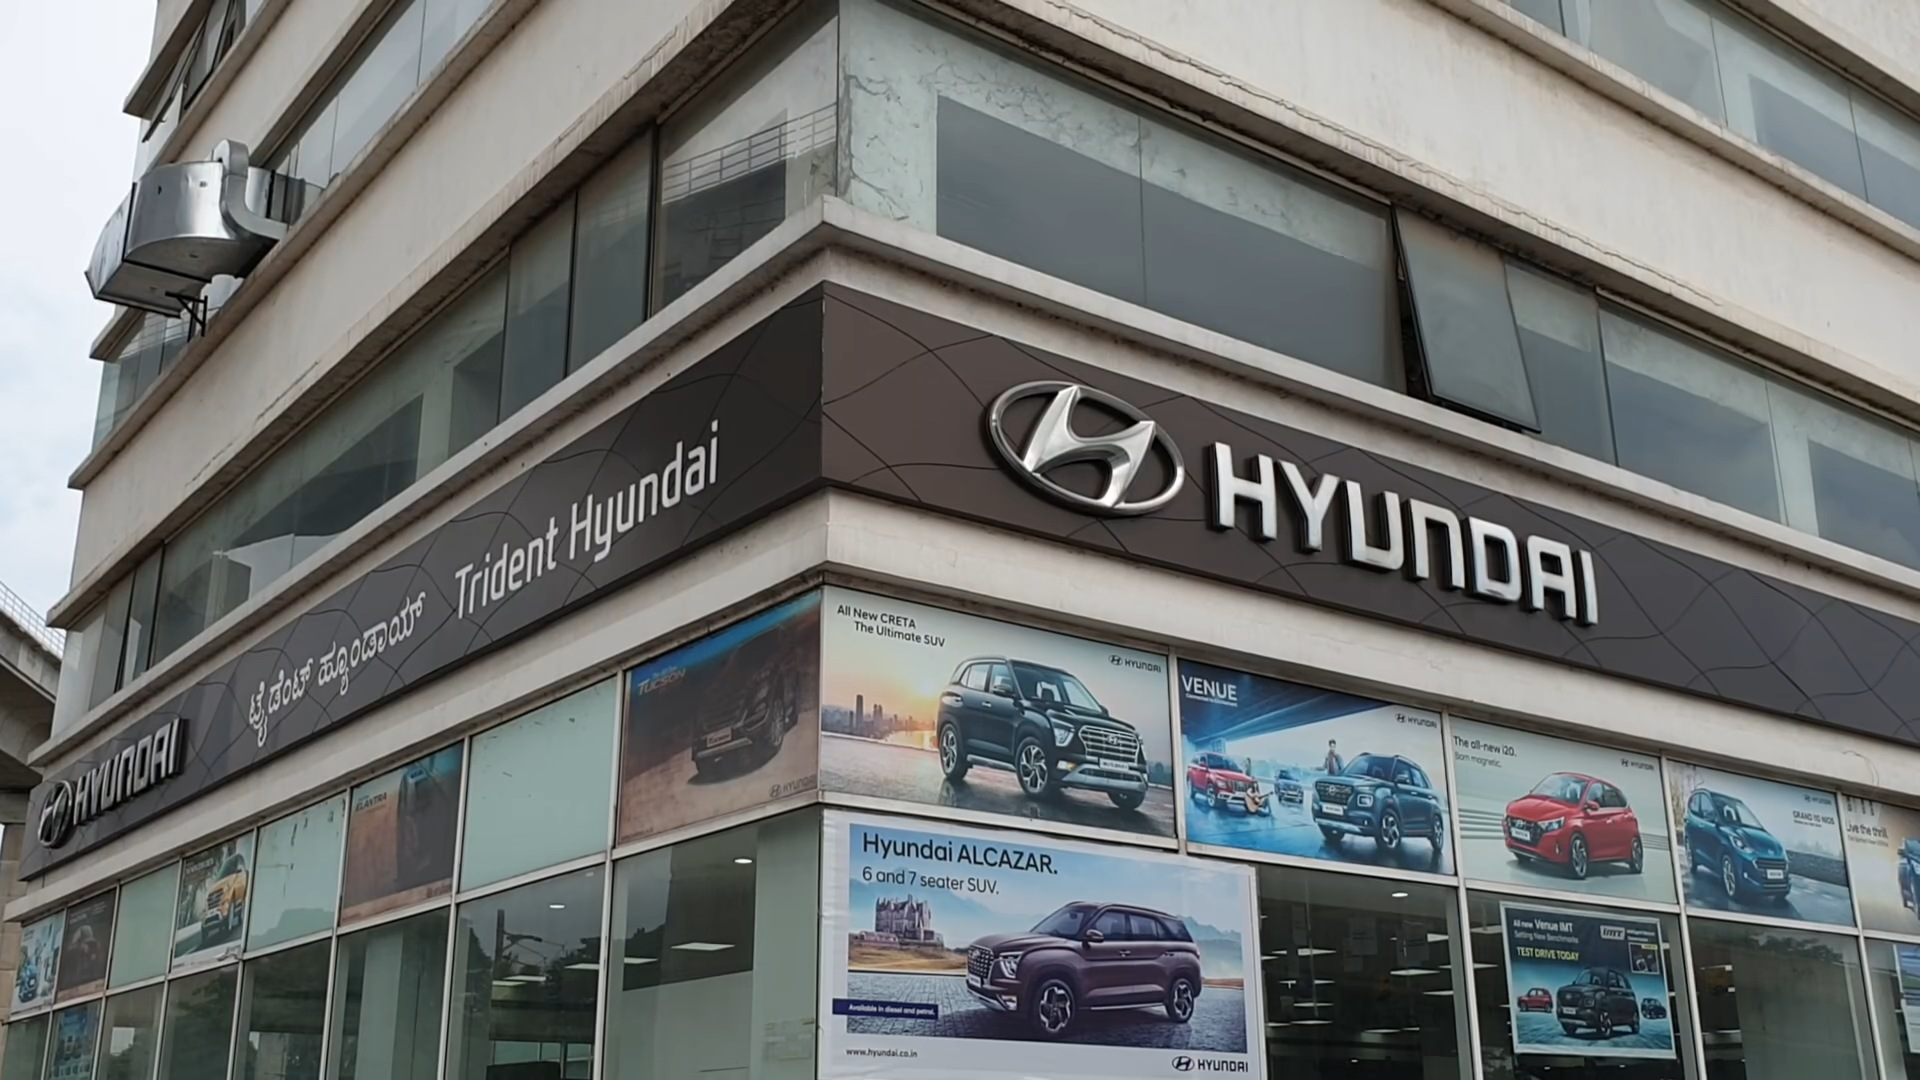 HYUNDAI
ಟ್ರೈಡೆಂಟ್ ಹ್ಯೂಂಡಾಯ್
Trident Hyundai
HYUNDAI
TUCSON
HYUNDAI
ELANTRA
All New CRETA
The Ultimate SUV
HYUNDAI
VENUE
HYUNDAI
The all-new i20.
Born magnetic.
HYUNDAI
GRAND i10 NIOS
Live the thrill
Hyundai ALCAZAR.
6 and 7 seater SUV.
Available in diesel and petrol.
www.hyundai.co.in
HYUNDAI
All new Venue IMT
Setting New Benchmarks
TEST DRIVE TODAY
iMT